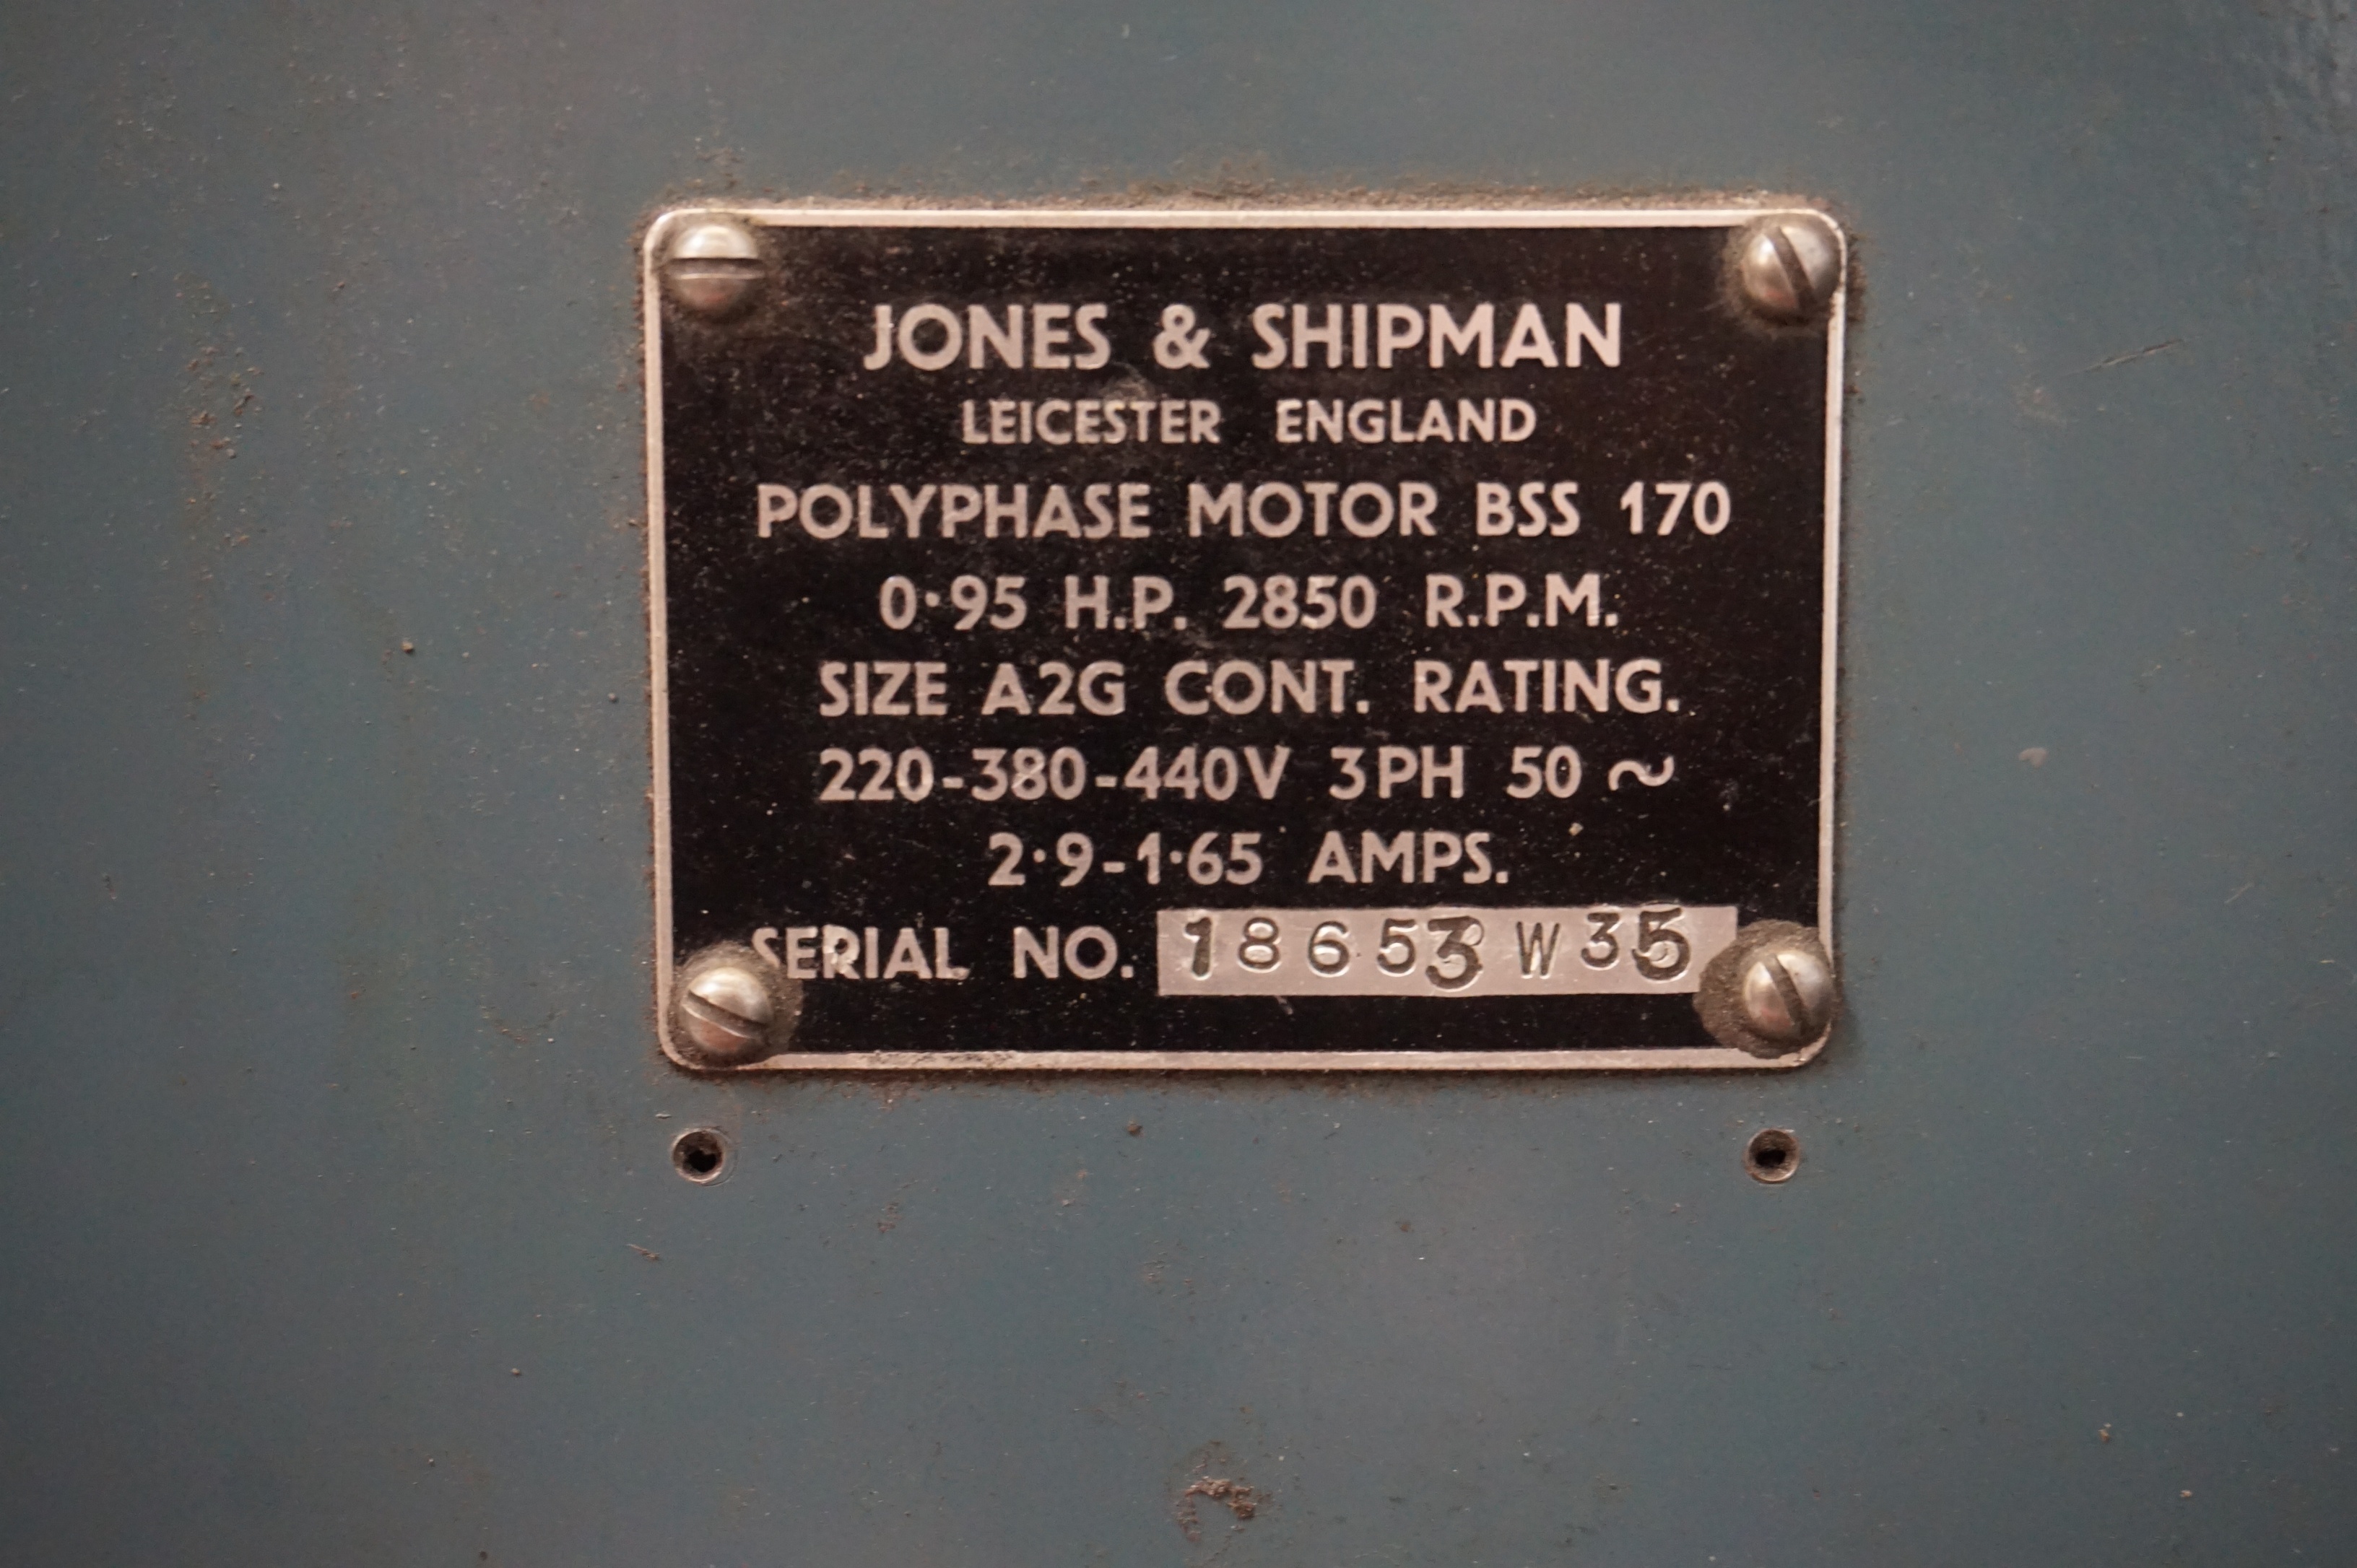 JONES & SHIPMAN
LEICESTER ENGLAND
POLYPHASE MOTOR BSS 170
0·95 H.P. 2850 R.P.M.
SIZE A2G CONT. RATING.
220-380-440V 3PH 50 ~
2·9-1·65 AMPS.
SERIAL NO. 18653 W 35